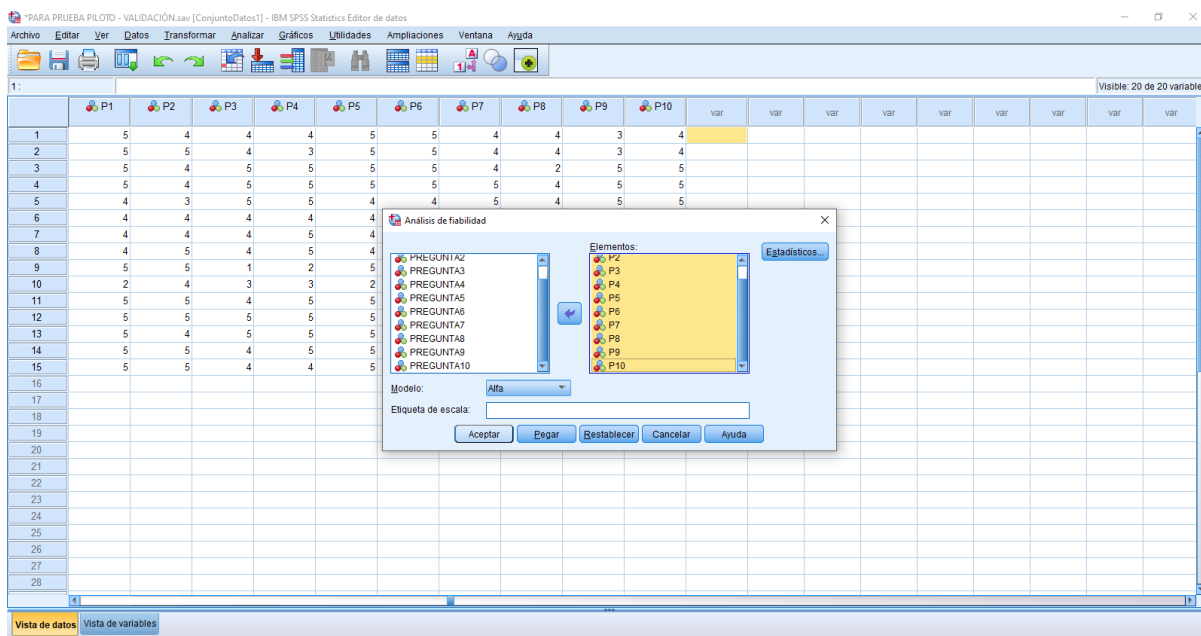 *PARA PRUEBA PILOTO - VALIDACIÓN.sav [ConjuntoDatos1] - IBM SPSS Statistics Editor de datos
Archivo Editar Ver Datos Transformar Analizar Gráficos Utilidades Ampliaciones Ventana Ayuda
1 :
Visible: 20 de 20 variable
P1 P2 P3 P4 P5 P6 P7 P8 P9 P10 var var var var var var var var
1 5 4 4 4 5 5 4 4 3 4
2 5 5 4 3 5 5 4 4 3 4
3 5 4 5 5 5 5 4 2 5 5
4 5 4 5 5 5 5 5 4 5 5
5 4 3 5 5 4 4 5 4 5 5
6 4 4 4 4 4
7 4 4 4 5 4
8 4 5 4 5 4
9 5 5 1 2 5
10 2 4 3 3 2
11 5 5 4 5 5
12 5 5 5 5 5
13 5 4 5 5 5
14 5 5 4 5 5
15 5 5 4 4 5
16
17
18
19
20
21
22
23
24
25
26
27
28
Análisis de fiabilidad
Elementos:
Estadísticos...
PREGUNTA2
PREGUNTA3
PREGUNTA4
PREGUNTA5
PREGUNTA6
PREGUNTA7
PREGUNTA8
PREGUNTA9
PREGUNTA10
P2
P3
P4
P5
P6
P7
P8
P9
P10
Modelo: Alfa
Etiqueta de escala:
Aceptar Pegar Restablecer Cancelar Ayuda
Vista de datos Vista de variables